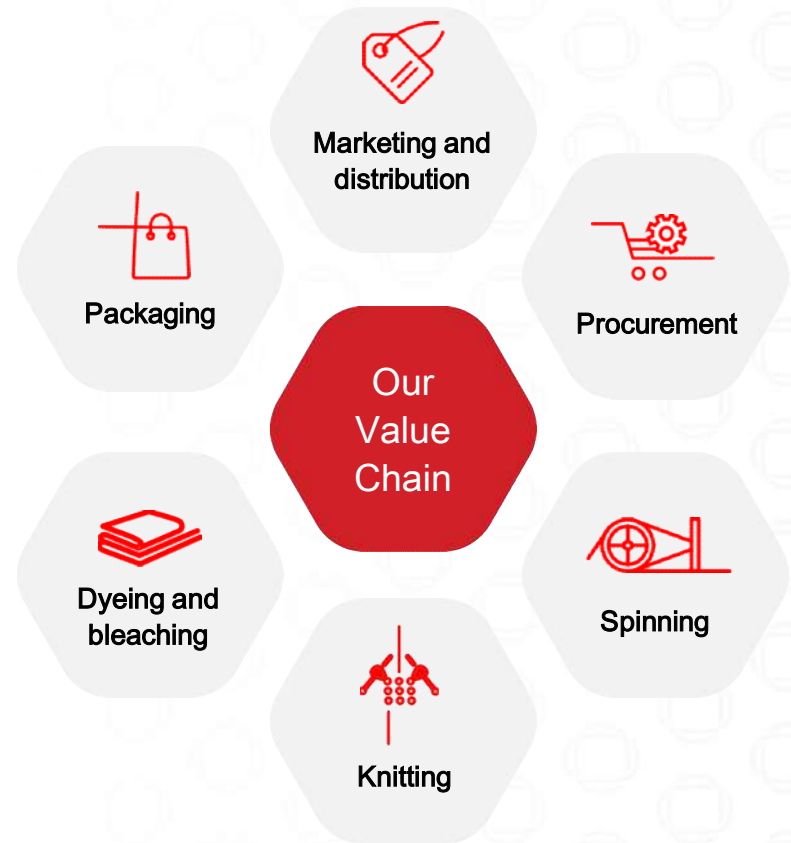 Marketing and
distribution
Packaging
Procurement
Our
Value
Chain
Dyeing and
bleaching
Spinning
Knitting